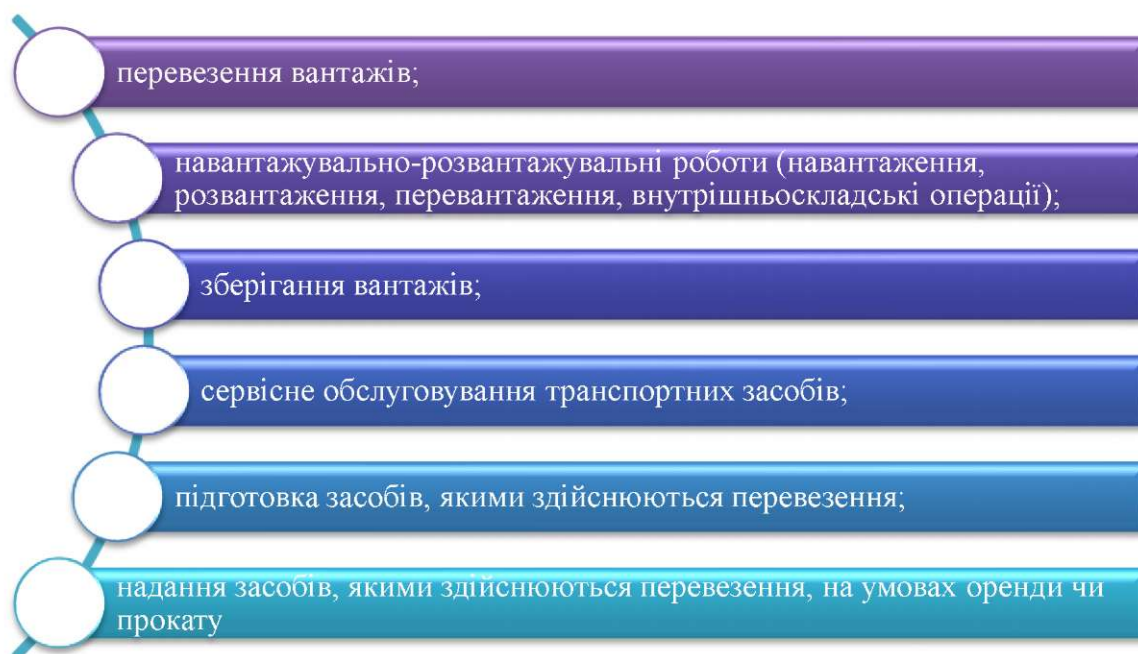 перевезення вантажів;
навантажувально-розвантажувальні роботи (навантаження,
розвантаження, перевантаження, внутрішньоскладські операції);
зберігання вантажів;
сервісне обслуговування транспортних засобів;
підготовка засобів, якими здійснюються перевезення;
надання засобів, якими здійснюються перевезення, на умовах оренди чи
прокату